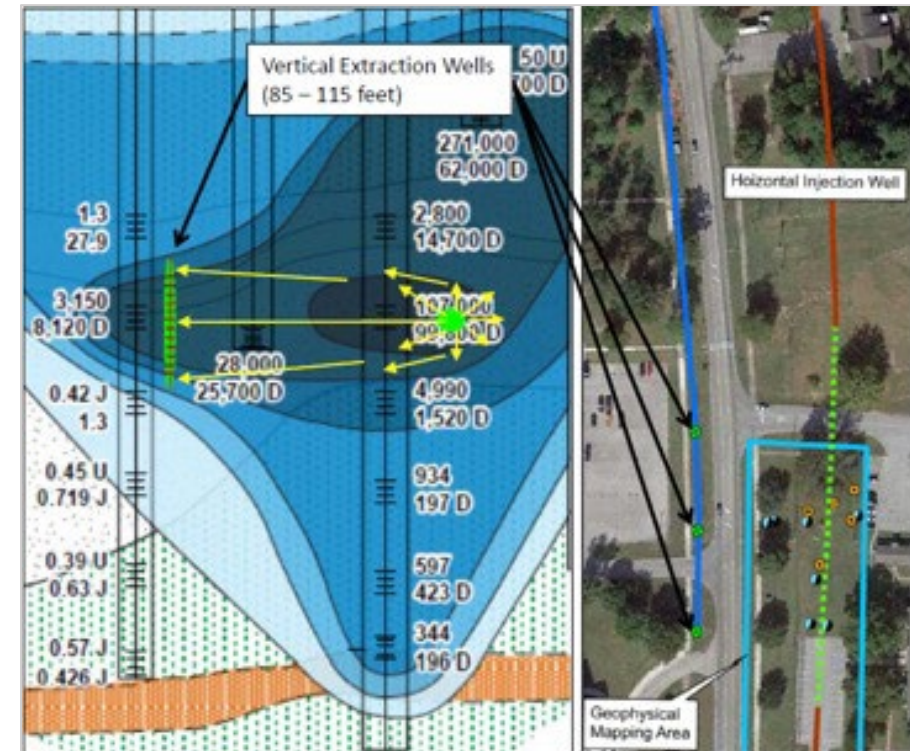 Vertical Extraction Wells
(85 – 115 feet)
50 U
00 D
271,000
62,000 D
1.3
27.9
2,800
14,700 D
3,150
8,120 D
28,000
25,700 D
0.42 J
1.3
4,990
1,520 D
0.45 U
0.719 J
934
197 D
0.39 U
0.63 J
597
423 D
0.57 J
0.426 J
344
196 D
Hoizontal Injection Well
Geophysical
Mapping Area